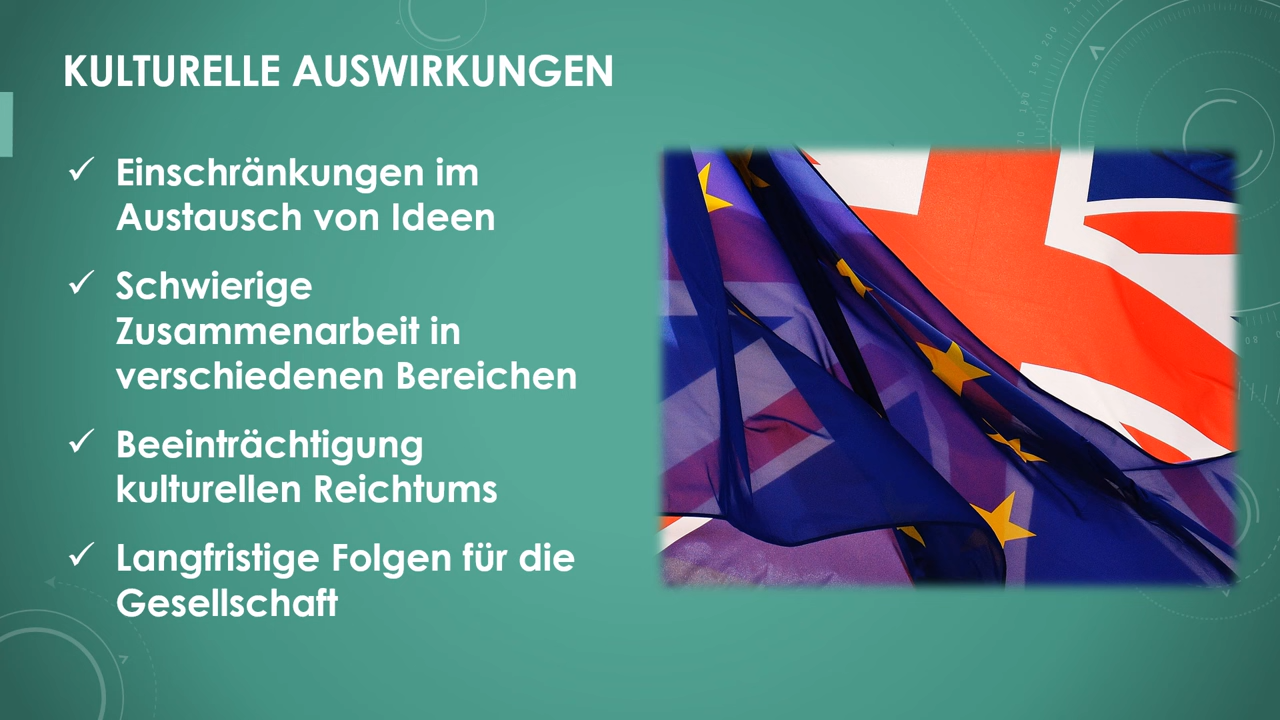 KULTURELLE AUSWIRKUNGEN
✓ Einschränkungen im
Austausch von Ideen
✓ Schwierige
Zusammenarbeit in
verschiedenen Bereichen
✓ Beeinträchtigung
kulturellen Reichtums
✓ Langfristige Folgen für die
Gesellschaft